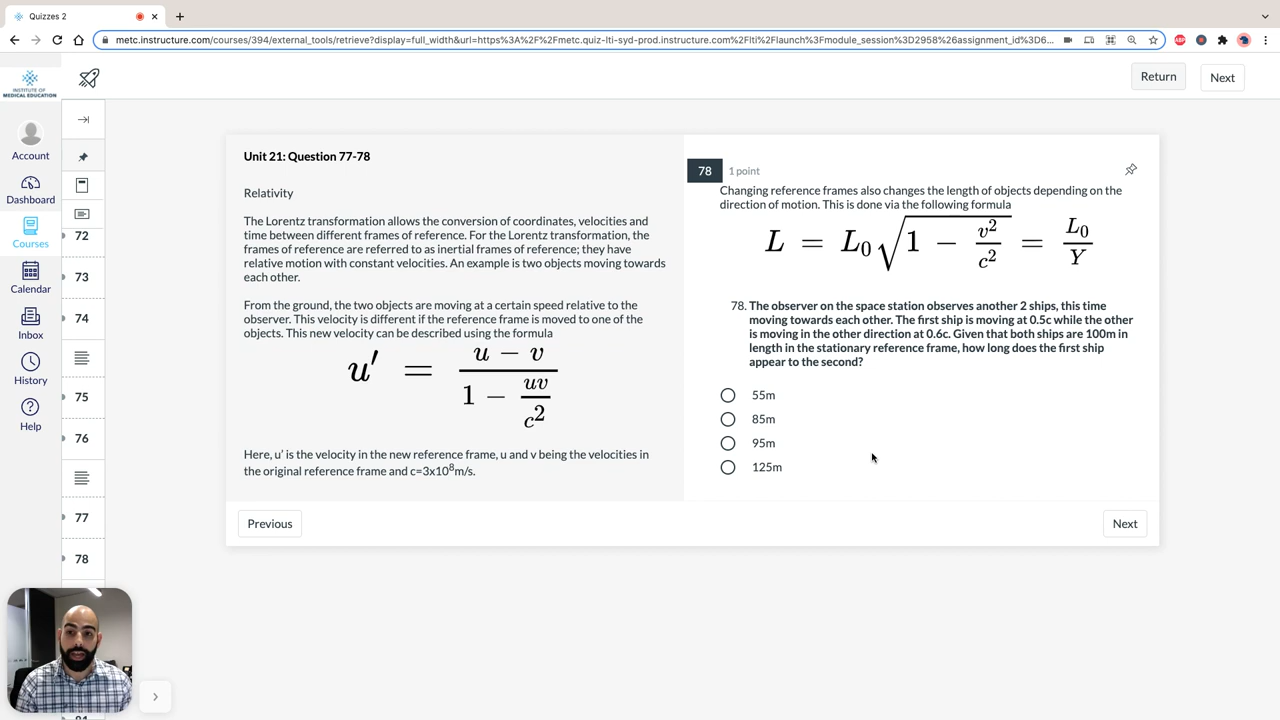 Quizzes 2
metc.instructure.com/courses/394/external_tools/retrieve?display=full_width&url=https%3A%2F%2Fmetc.quiz-lti-syd-prod.instructure.com%2Flti%2Flaunch%3Fmodule_session%3D2958%26assignment_id%3D6...
ABP
INSTITUTE OF
MEDICAL EDUCATION
Return
Next
Account
Dashboard
Courses
Calendar
Inbox
History
Help
72
73
74
75
76
77
78
81
Unit 21: Question 77-78
Relativity
The Lorentz transformation allows the conversion of coordinates, velocities and
time between different frames of reference. For the Lorentz transformation, the
frames of reference are referred to as inertial frames of reference; they have
relative motion with constant velocities. An example is two objects moving towards
each other.
From the ground, the two objects are moving at a certain speed relative to the
observer. This velocity is different if the reference frame is moved to one of the
objects. This new velocity can be described using the formula
u′ = (u − v) / (1 − uv/c²)
Here, u' is the velocity in the new reference frame, u and v being the velocities in
the original reference frame and c=3x10⁸m/s.
Previous
78
1 point
Changing reference frames also changes the length of objects depending on the
direction of motion. This is done via the following formula
L = L₀ √(1 − v²/c²) = L₀/Y
78. The observer on the space station observes another 2 ships, this time
moving towards each other. The first ship is moving at 0.5c while the other
is moving in the other direction at 0.6c. Given that both ships are 100m in
length in the stationary reference frame, how long does the first ship
appear to the second?
55m
85m
95m
125m
Next